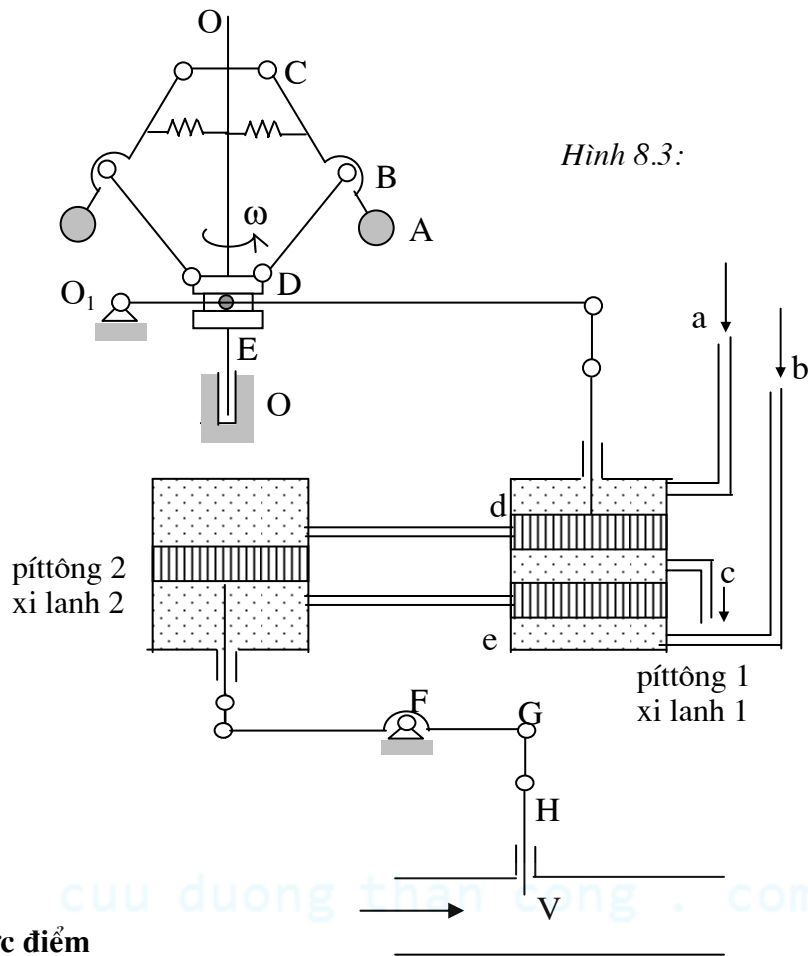 O
C
Hình 8.3:
B
ω
A
D
O₁
a
E
b
O
d
píttông 2
xi lanh 2
c
e
píttông 1
xi lanh 1
F
G
H
cuu duong than cong . com
V
điểm